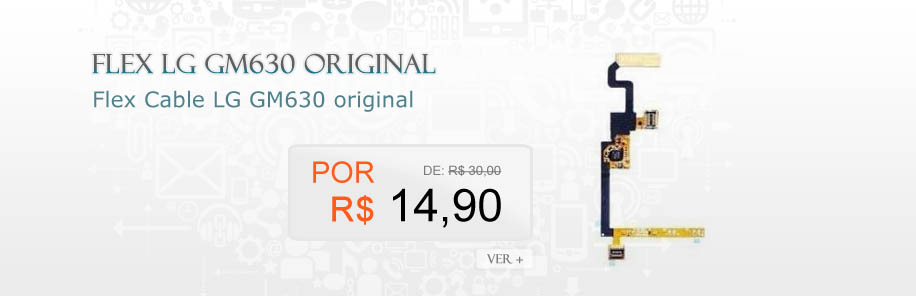 FLEX LG GM630 ORIGINAL
Flex Cable LG GM630 original
POR
DE: R$ 30,00
R$ 14,90
VER +